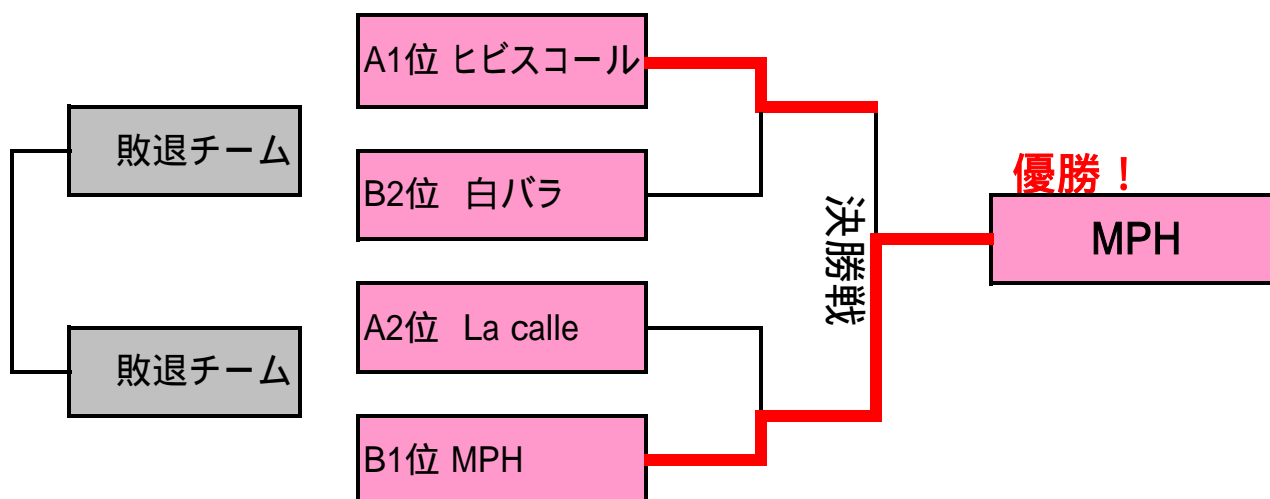 A1位 ヒビスコール
敗退チーム
B2位 白バラ
優勝！
MPH
決勝戦
A2位 La calle
敗退チーム
B1位 MPH